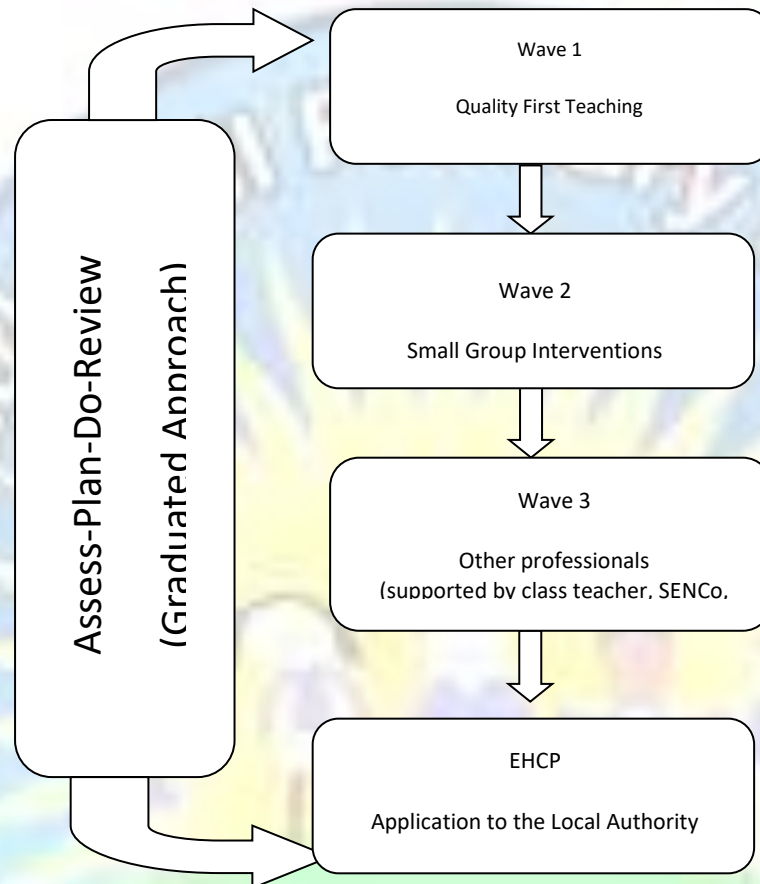 Wave 1
Quality First Teaching
Wave 2
Small Group Interventions
Wave 3
Other professionals
(supported by class teacher, SENCo,
EHCP
Application to the Local Authority
Assess-Plan-Do-Review
(Graduated Approach)